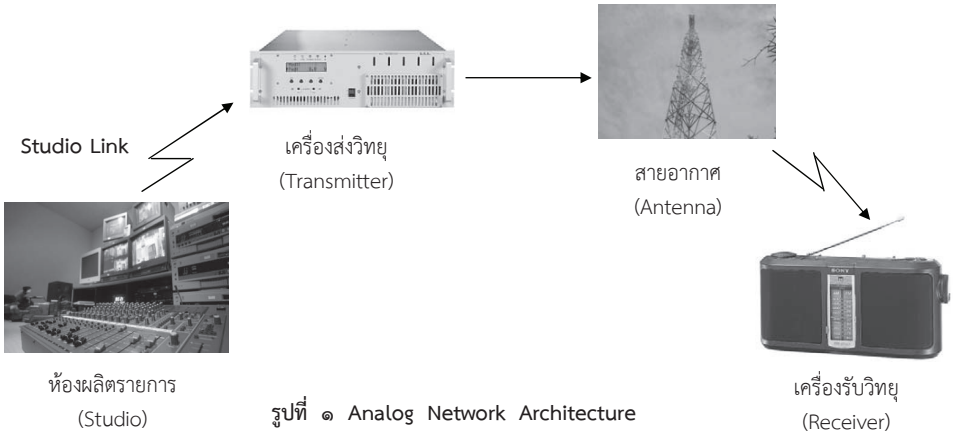 Studio Link
เครื่องส่งวิทยุ
(Transmitter)
สายอากาศ
(Antenna)
SONY
ห้องผลิตรายการ
(Studio)
รูปที่ ๑ Analog Network Architecture
เครื่องรับวิทยุ
(Receiver)